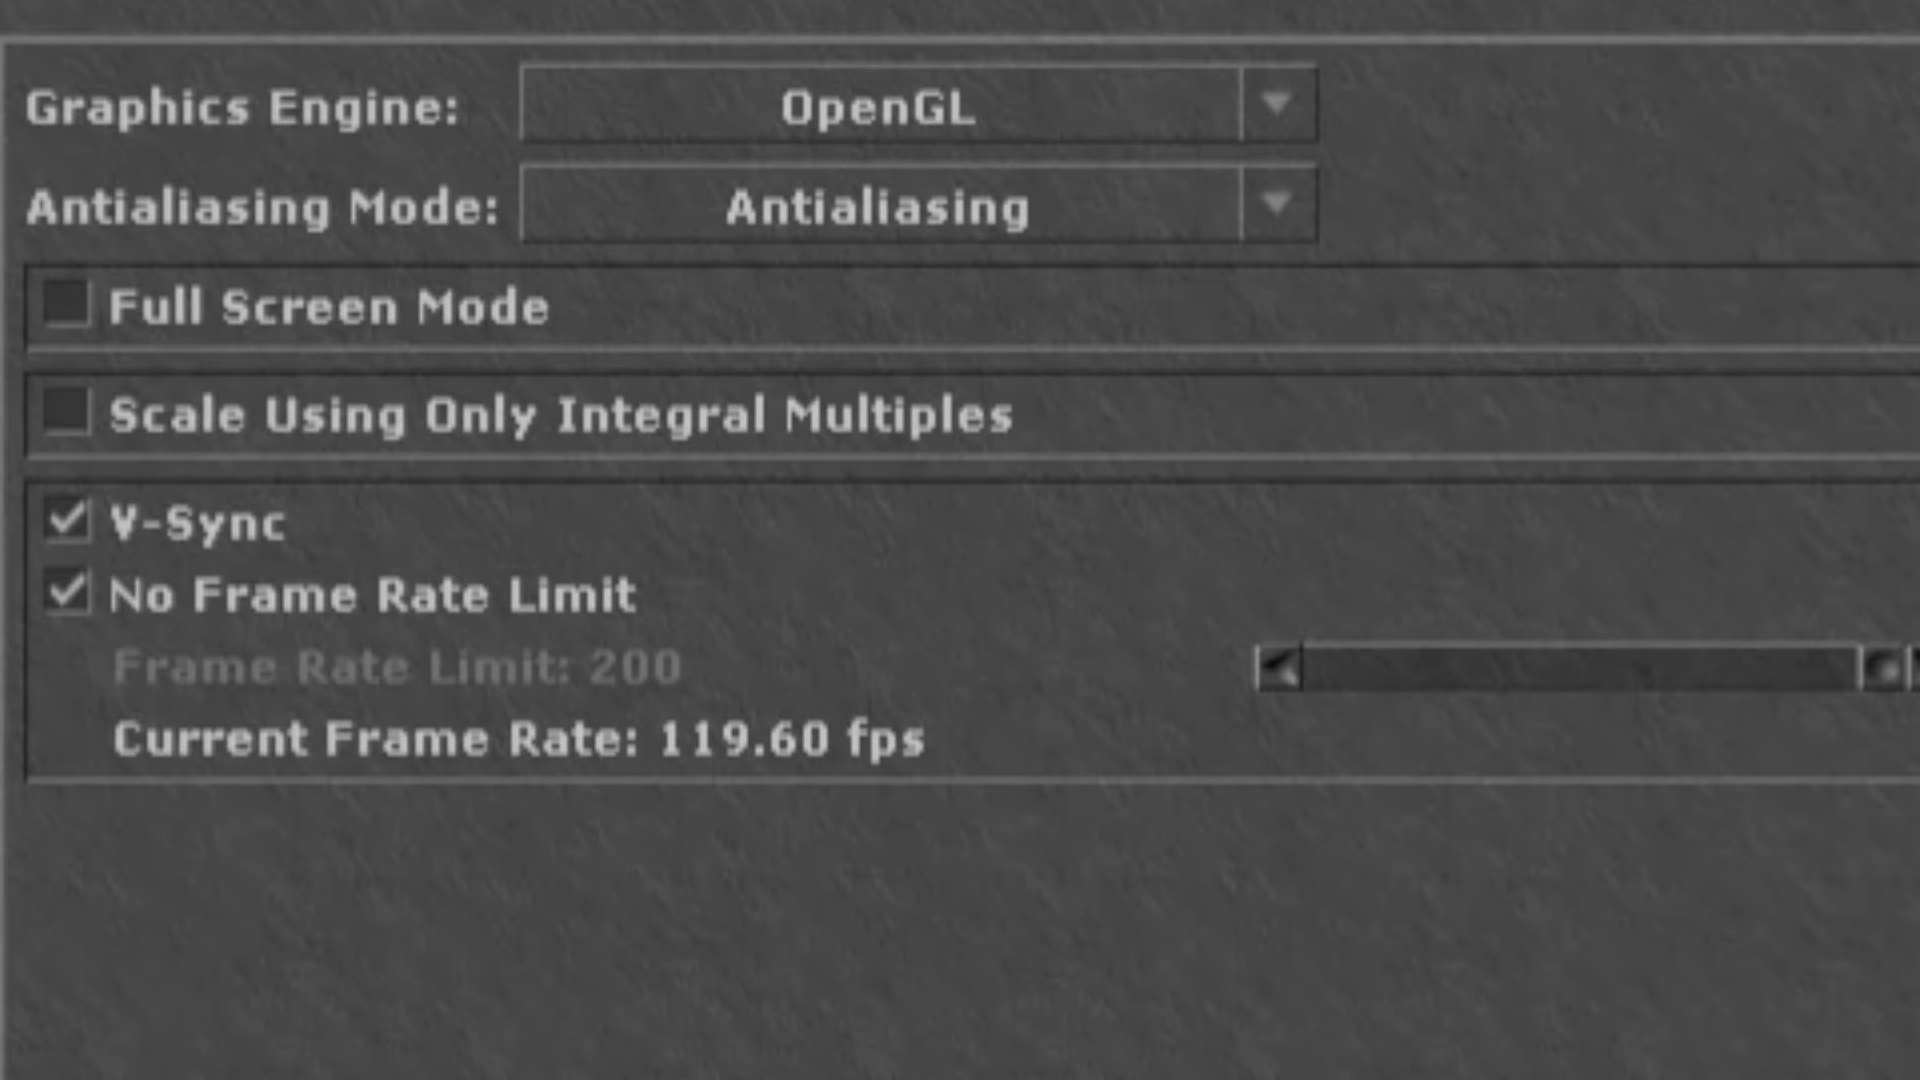 Graphics Engine: OpenGL
Antialiasing Mode: Antialiasing
Full Screen Mode
Scale Using Only Integral Multiples
V-Sync
No Frame Rate Limit
Frame Rate Limit: 200
Current Frame Rate: 119.60 fps